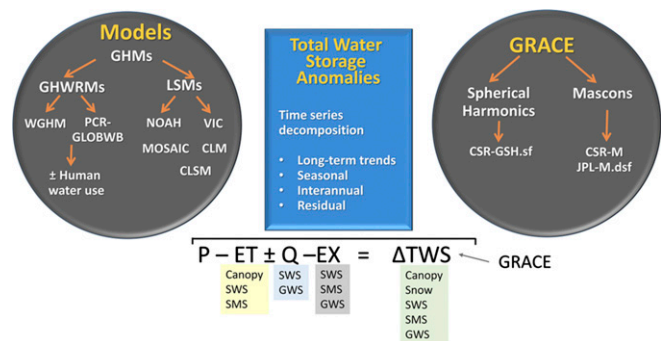 Models
GHMs
GHWRMs
LSMs
WGHM
PCR-
GLOBWB
± Human
water use
NOAH
VIC
MOSAIC
CLM
CLSM
Total Water
Storage
Anomalies
Time series
decomposition
• Long-term trends
• Seasonal
• Interannual
• Residual
GRACE
Spherical
Harmonics
Mascons
CSR-GSH.sf
CSR-M
JPL-M.dsf
P – ET ± Q –EX = ΔTWS
GRACE
Canopy
SWS
SMS
SWS
GWS
SWS
SMS
GWS
Canopy
Snow
SWS
SMS
GWS